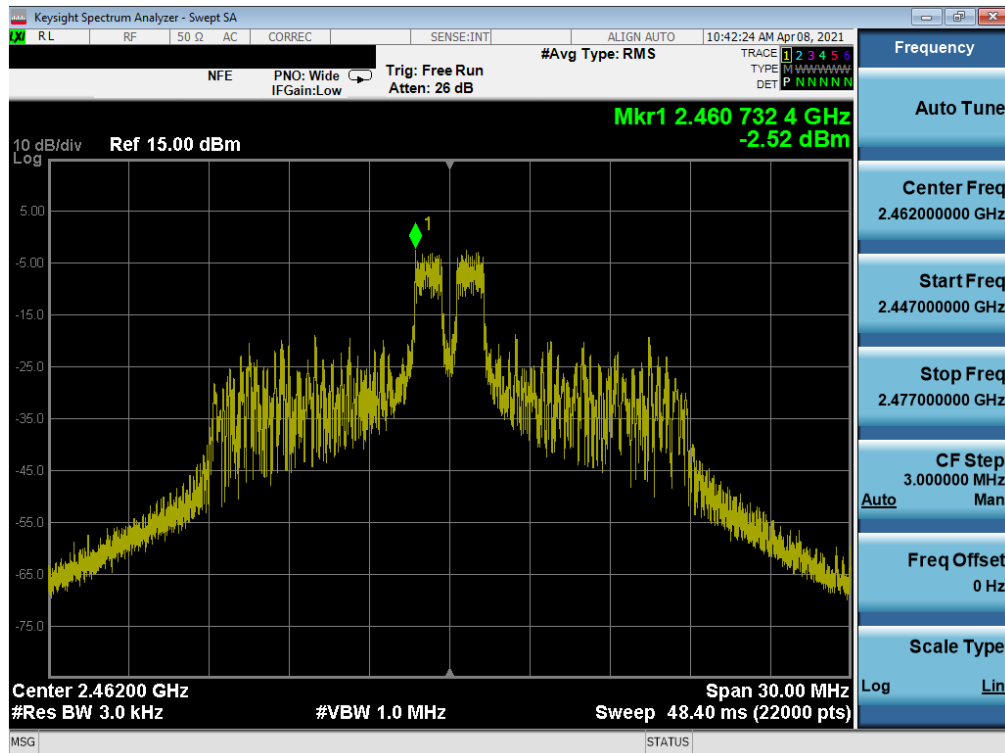 Keysight Spectrum Analyzer - Swept SA
LXI RL RF 50 Ω AC CORREC SENSE:INT ALIGN AUTO 10:42:24 AM Apr 08, 2021
NFE PNO: Wide IFGain:Low Trig: Free Run Atten: 26 dB #Avg Type: RMS
TRACE 1 2 3 4 5 6
TYPE M W W W W W
DET P N N N N N
Mkr1 2.460 732 4 GHz
-2.52 dBm
10 dB/div Ref 15.00 dBm
Log
1
5.00
-5.00
-15.0
-25.0
-35.0
-45.0
-55.0
-65.0
-75.0
Center 2.46200 GHz Span 30.00 MHz
#Res BW 3.0 kHz #VBW 1.0 MHz Sweep 48.40 ms (22000 pts)
MSG STATUS
Frequency
Auto Tune
Center Freq
2.462000000 GHz
Start Freq
2.447000000 GHz
Stop Freq
2.477000000 GHz
CF Step
3.000000 MHz
Auto Man
Freq Offset
0 Hz
Scale Type
Log Lin